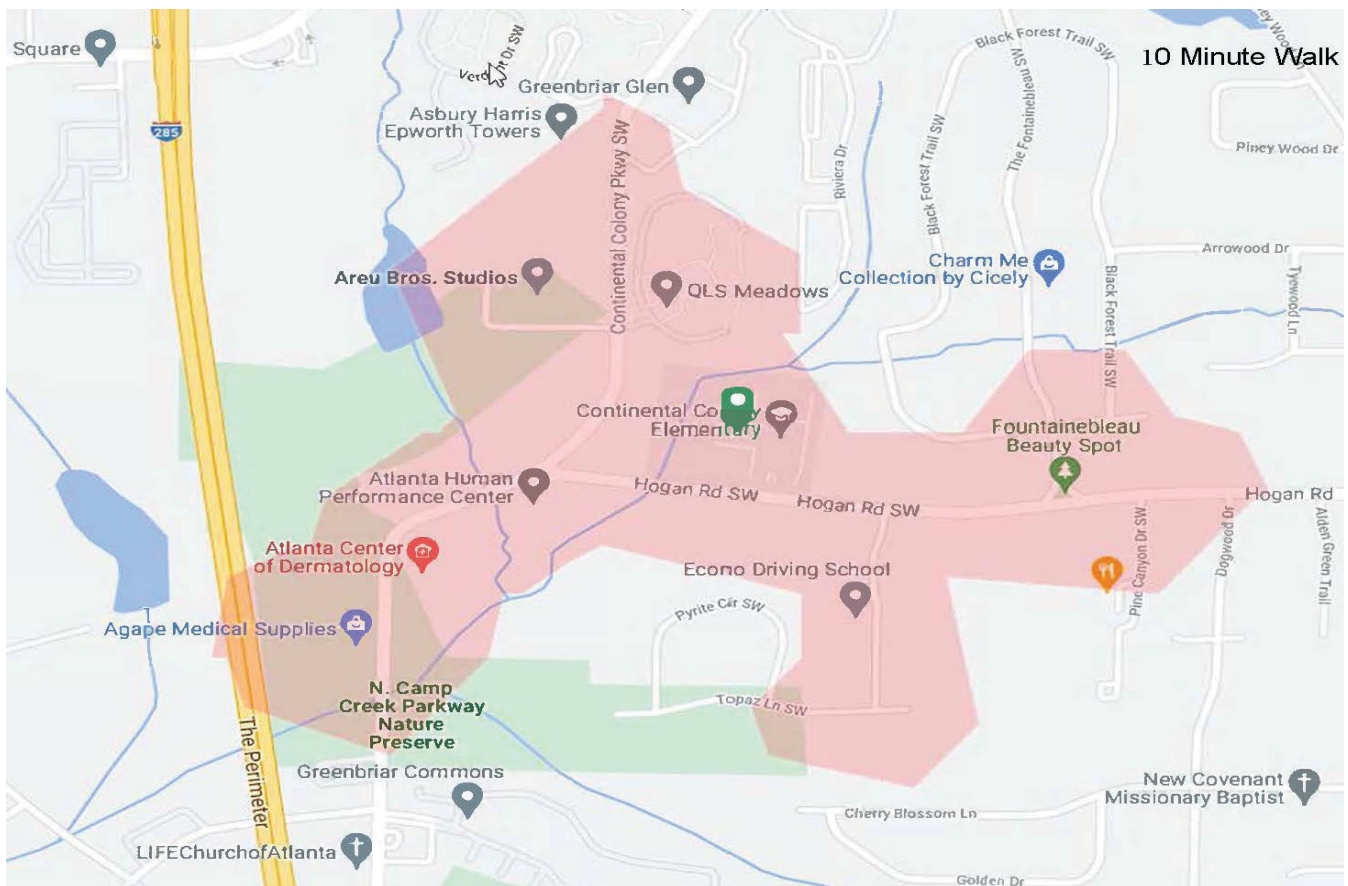 Square
10 Minute Walk
Black Forest Trail SW
Greenbriar Glen
Asbury Harris
Epworth Towers
285
The Fontainebleau
SW
Piney Wood Dr
Continental Colony Pkwy SW
Riviera Dr
Black Forest Trail SW
Arrowood Dr
Charm Me
Collection by Cicely
Areu Bros. Studios
QLS Meadows
Tyewood Ln
Black Forest Trail SW
Continental Co
Elementary
Fountainebleau
Beauty Spot
Atlanta Human
Performance Center
Hogan Rd SW
Hogan Rd SW
Hogan Rd
Atlanta Center
of Dermatology
Econo Driving School
Pine Canyon Dr SW
Dogwood Dr
Alden Green Trail
Agape Medical Supplies
Pyrite Cir SW
N. Camp
Creek Parkway
Nature
Preserve
Topaz Ln SW
The Perimeter
Greenbriar Commons
New Covenant
Missionary Baptist
Cherry Blossom Ln
LIFEChurchofAtlanta
Golden Dr